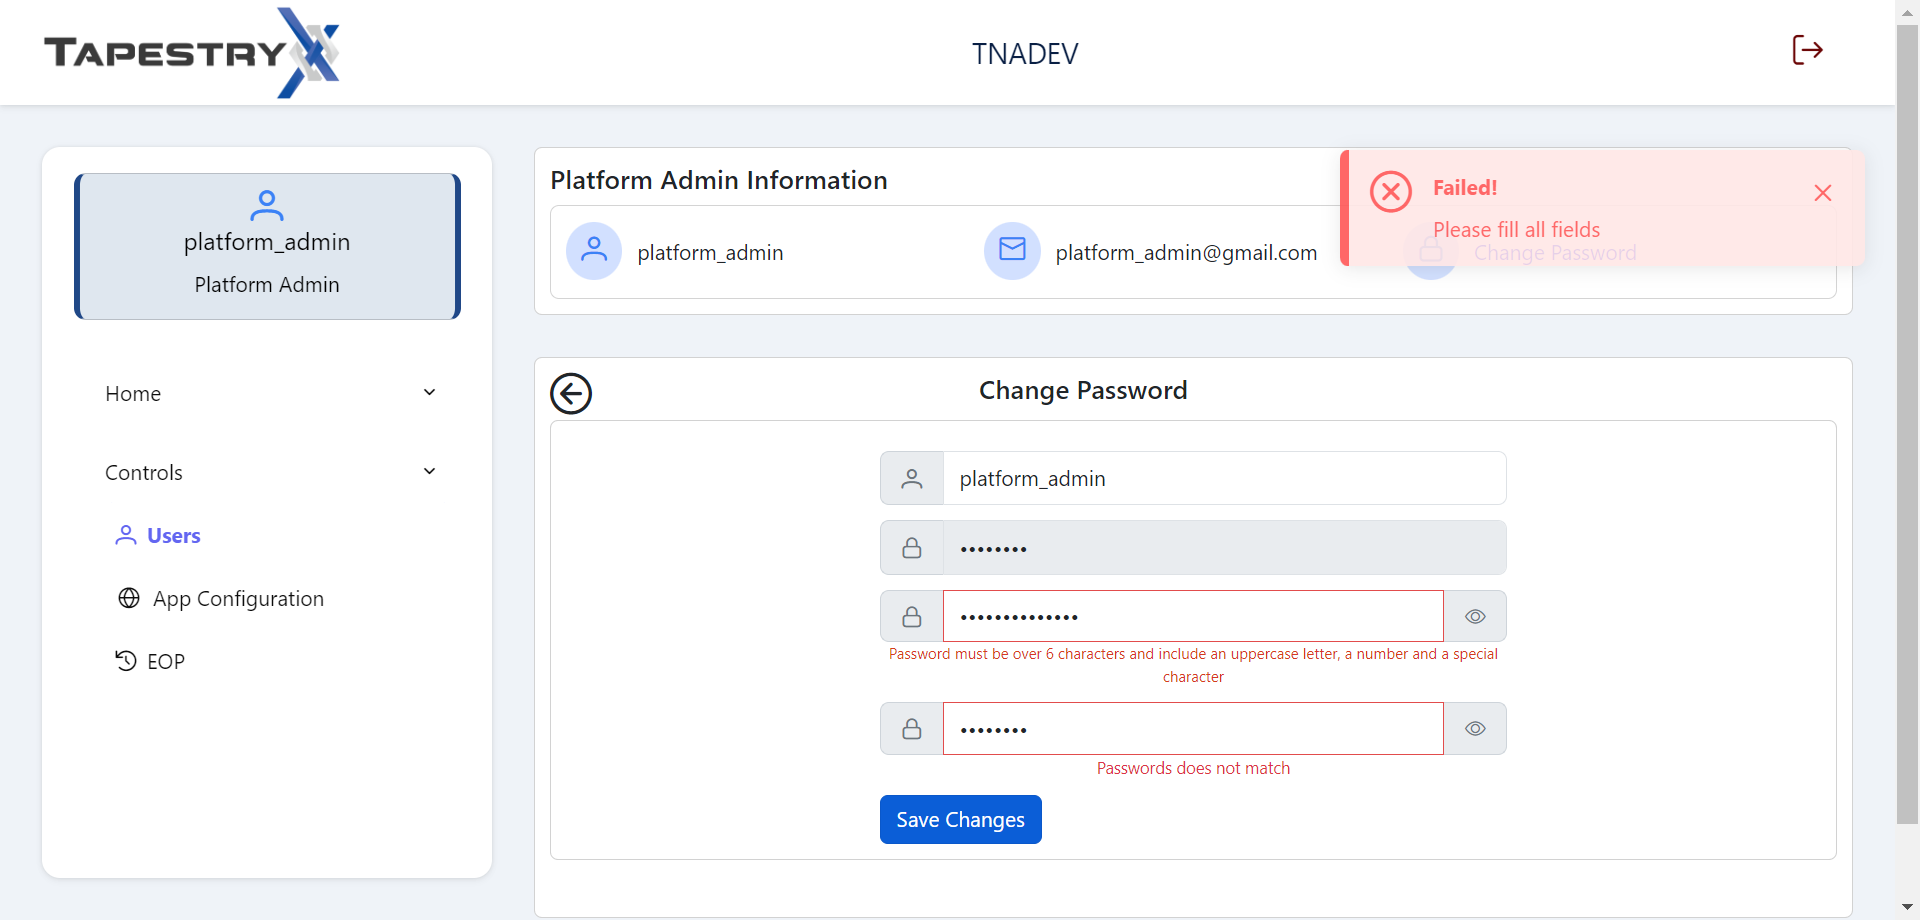 TAPESTRYX
TNADEV
platform_admin
Platform Admin
Home
Controls
Users
App Configuration
EOP
Platform Admin Information
platform_admin
platform_admin@gmail.com
Change Password
Failed!
Please fill all fields
Change Password
platform_admin
••••••••
••••••••••••••
Password must be over 6 characters and include an uppercase letter, a number and a special
character
••••••••
Passwords does not match
Save Changes